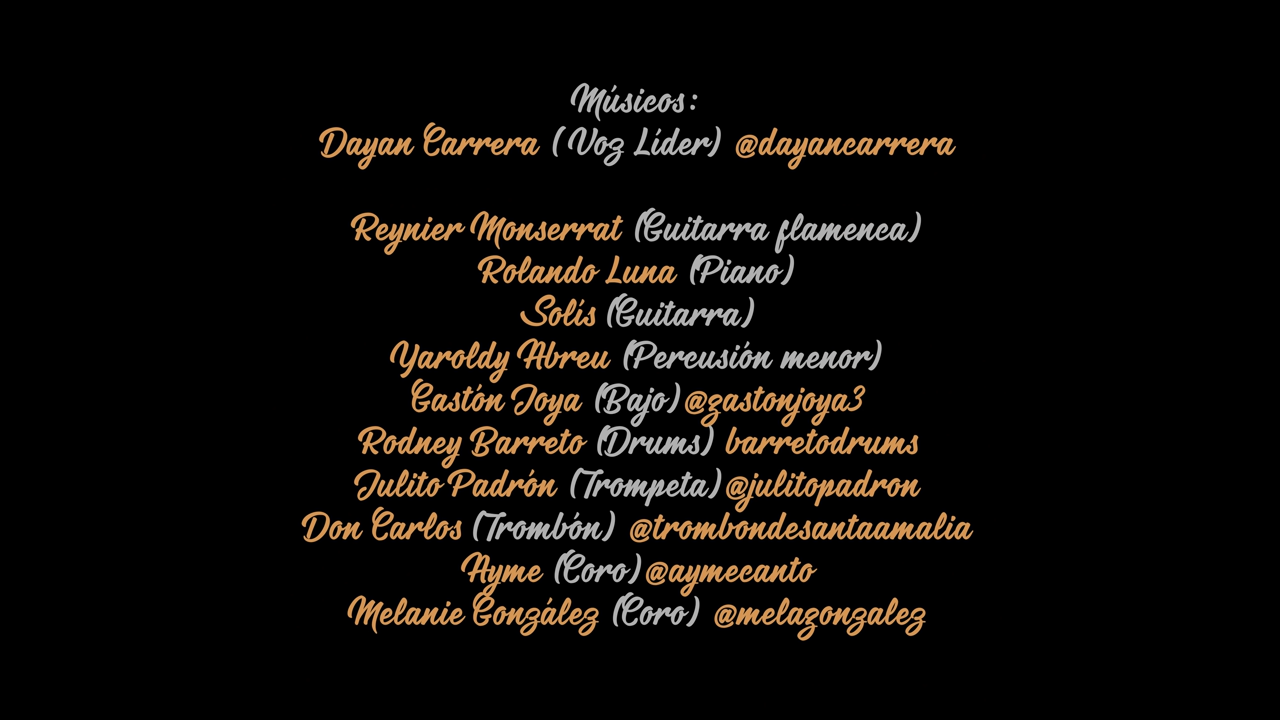 Músicos:
Dayan Carrera ( Voz Líder) @dayancarrera
Reynier Monserrat (Guitarra flamenca)
Rolando Luna (Piano)
Solís (Guitarra)
Yaroldy Abreu (Percusión menor)
Gastón Joya (Bajo) @gastonjoya3
Rodney Barreto (Drums) barretodrums
Julito Padrón (Trompeta) @julitopadron
Don Carlos (Trombón) @trombondesantaamalia
Ayme (Coro) @aymecanto
Melanie González (Coro) @melagonzalez